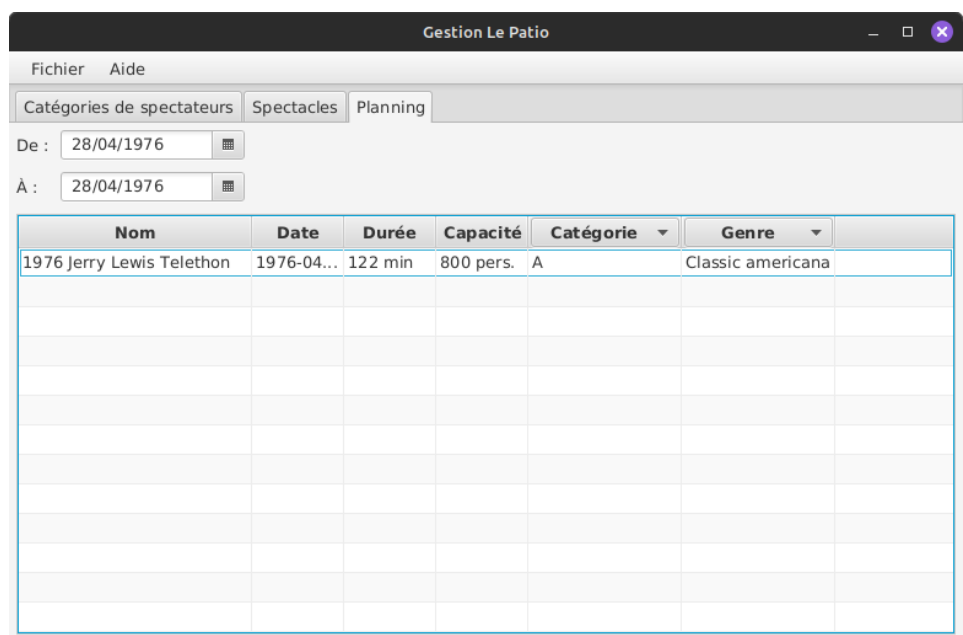 Gestion Le Patio
Fichier Aide
Catégories de spectateurs Spectacles Planning
De : 28/04/1976
À : 28/04/1976
Nom Date Durée Capacité Catégorie Genre
1976 Jerry Lewis Telethon 1976-04... 122 min 800 pers. A Classic americana